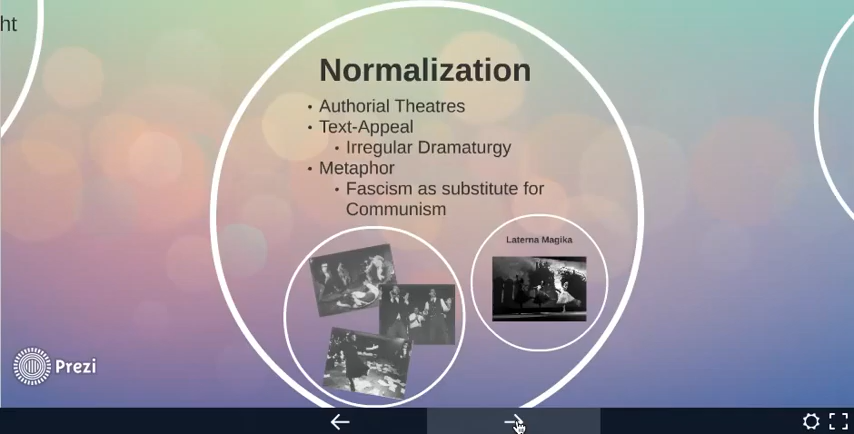 ht
Normalization
• Authorial Theatres
• Text-Appeal
• Irregular Dramaturgy
• Metaphor
• Fascism as substitute for
Communism
Laterna Magika
Prezi